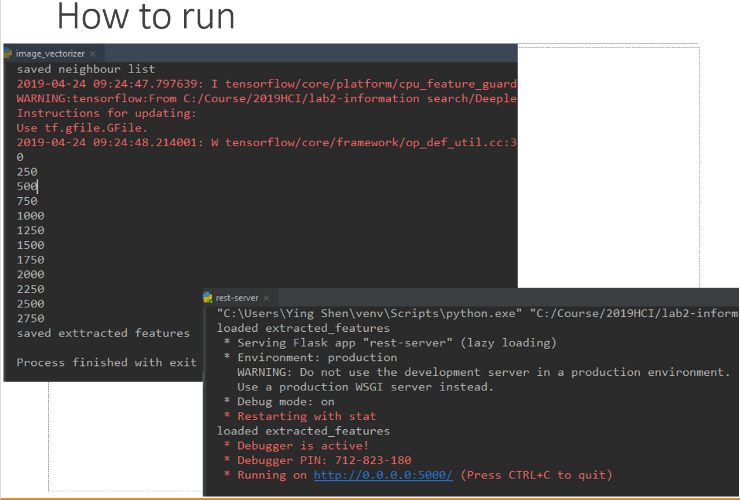 How to run
image_vectorizer ×
saved neighbour list
2019-04-24 09:24:47.797639: I tensorflow/core/platform/cpu_feature_guard
WARNING:tensorflow:From C:/Course/2019HCI/lab2-information search/Deeple
Instructions for updating:
Use tf.gfile.GFile.
2019-04-24 09:24:48.214001: W tensorflow/core/framework/op_def_util.cc:3
0
250
500
750
1000
1250
1500
1750
2000
2250
2500
2750
saved exttracted features
Process finished with exit
rest-server ×
"C:\Users\Ying Shen\venv\Scripts\python.exe" "C:/Course/2019HCI/lab2-inform
loaded extracted_features
* Serving Flask app "rest-server" (lazy loading)
* Environment: production
WARNING: Do not use the development server in a production environment.
Use a production WSGI server instead.
* Debug mode: on
* Restarting with stat
loaded extracted_features
* Debugger is active!
* Debugger PIN: 712-823-180
* Running on http://0.0.0.0:5000/ (Press CTRL+C to quit)